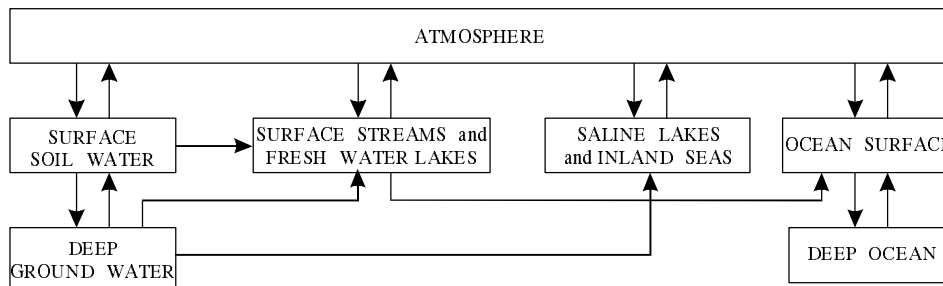 ATMOSPHERE
SURFACE
SOIL WATER
SURFACE STREAMS and
FRESH WATER LAKES
SALINE LAKES
and INLAND SEAS
OCEAN SURFACE
DEEP
GROUND WATER
DEEP OCEAN